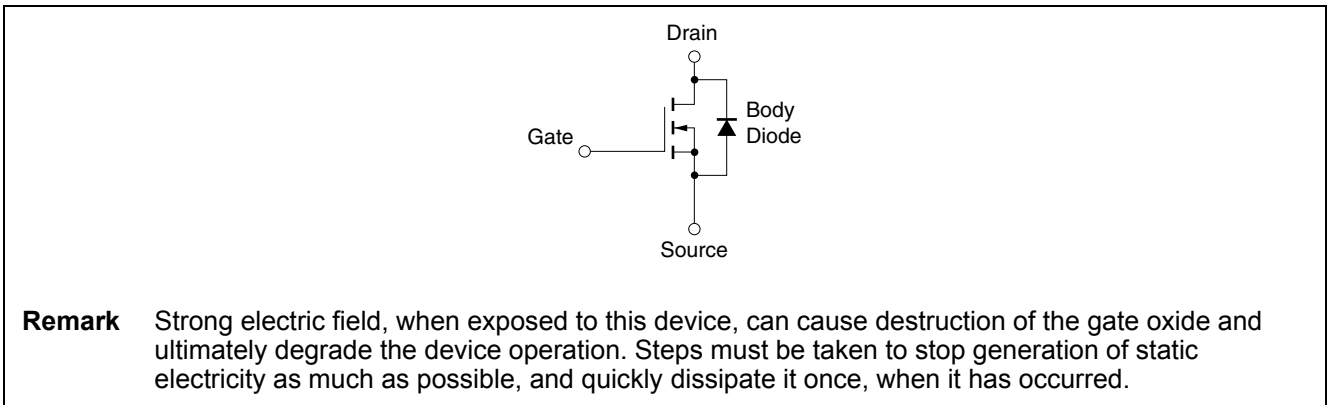 Drain
Body
Diode
Gate
Source
Remark Strong electric field, when exposed to this device, can cause destruction of the gate oxide and
ultimately degrade the device operation. Steps must be taken to stop generation of static
electricity as much as possible, and quickly dissipate it once, when it has occurred.